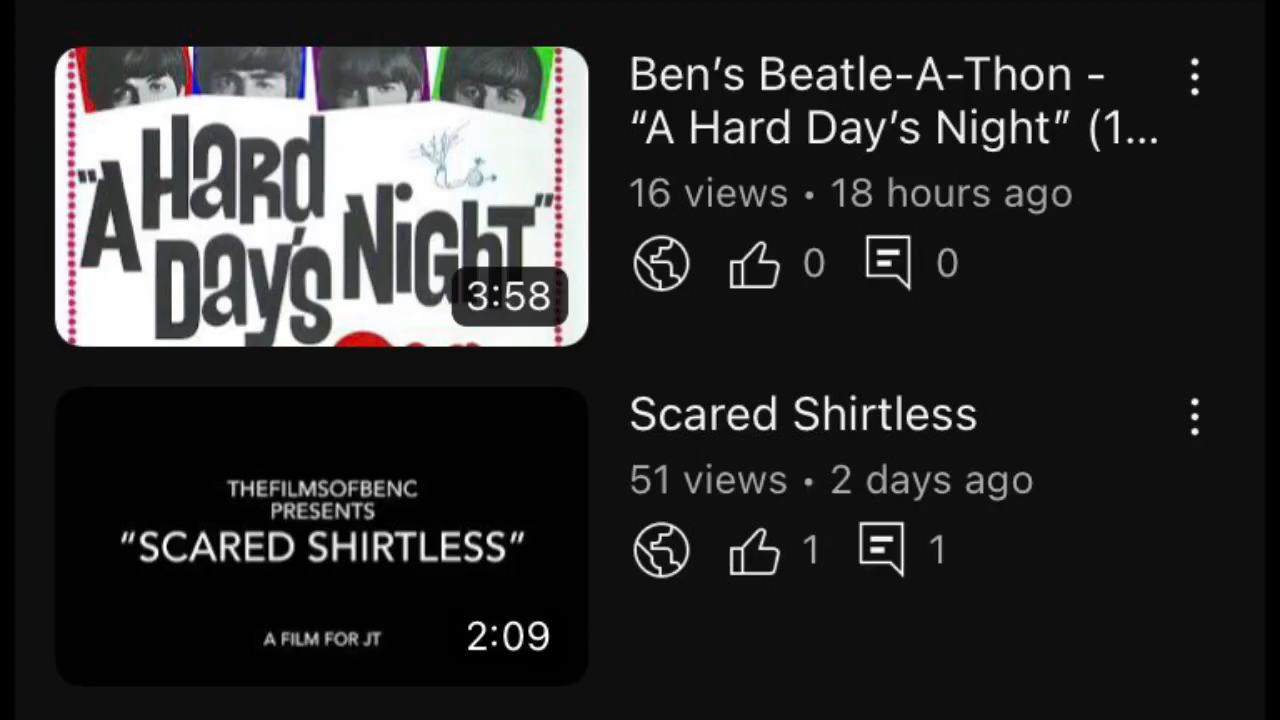 "A HARD
DAY'S NIGHT"
3:58
Ben's Beatle-A-Thon -
“A Hard Day's Night” (1...
16 views • 18 hours ago
0
0
THEFILMSOFBENC
PRESENTS
“SCARED SHIRTLESS”
A FILM FOR JT
2:09
Scared Shirtless
51 views • 2 days ago
1
1